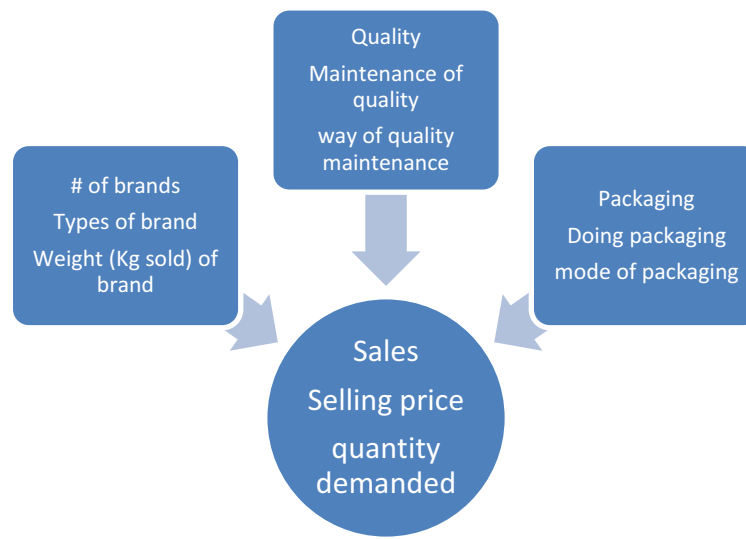 Quality
Maintenance of
quality
way of quality
maintenance
# of brands
Types of brand
Weight (Kg sold) of
brand
Packaging
Doing packaging
mode of packaging
Sales
Selling price
quantity
demanded